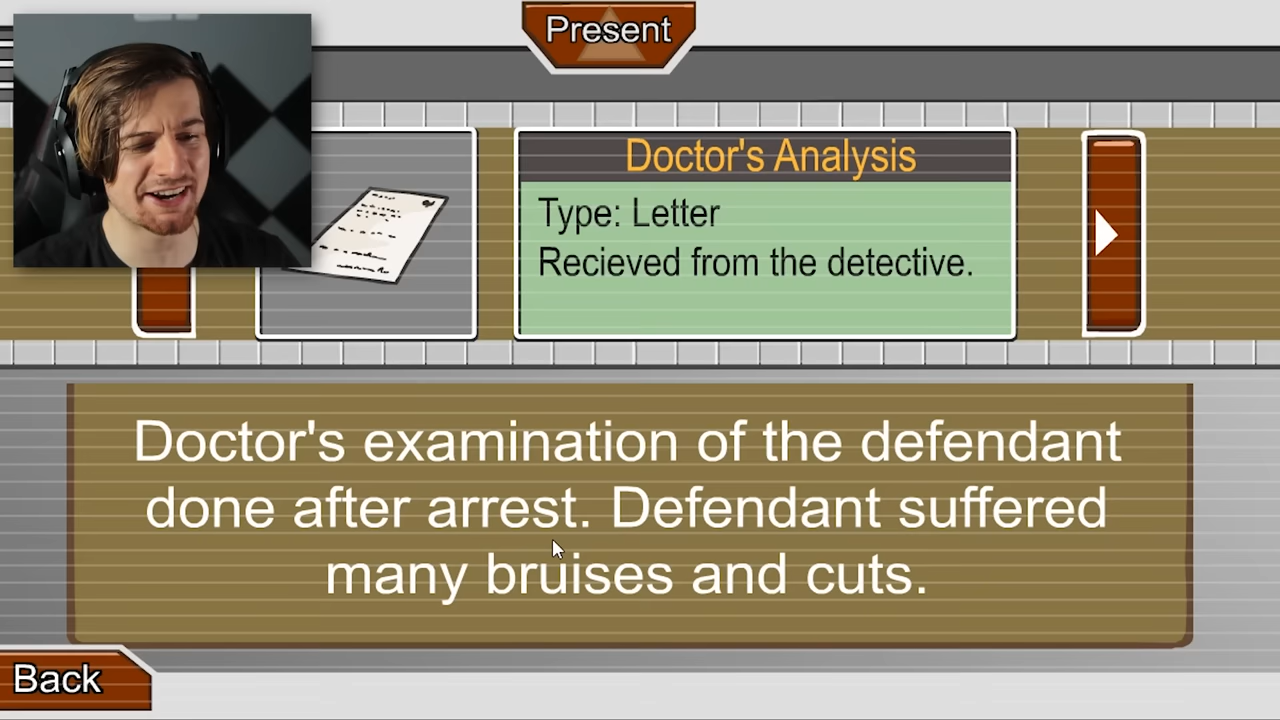 Present
Doctor's Analysis
Type: Letter
Recieved from the detective.
Doctor's examination of the defendant
done after arrest. Defendant suffered
many bruises and cuts.
Back